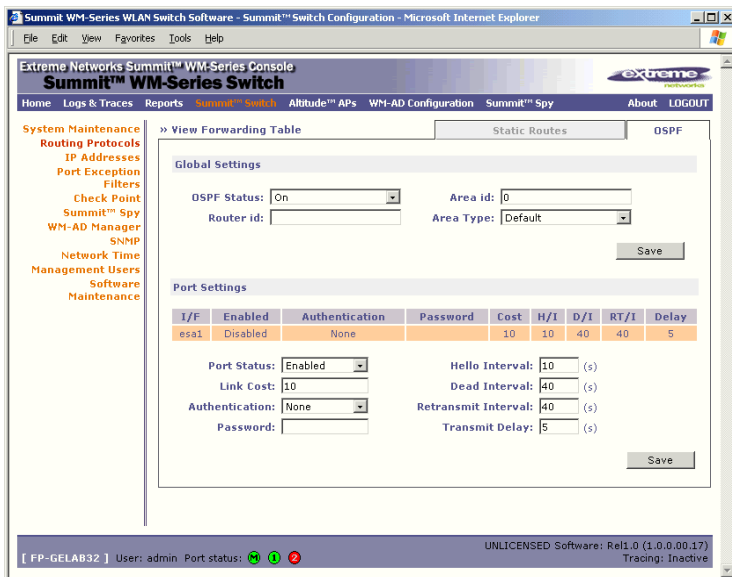 Summit WM-Series WLAN Switch Software - Summit™ Switch Configuration - Microsoft Internet Explorer
File Edit View Favorites Tools Help
Extreme Networks Summit™ WM-Series Console
Summit™ WM-Series Switch
extreme networks
Home Logs & Traces Reports Summit™ Switch Altitude™ APs WM-AD Configuration Summit™ Spy About LOGOUT
System Maintenance
Routing Protocols
IP Addresses
Port Exception
Filters
Check Point
Summit™ Spy
WM-AD Manager
SNMP
Network Time
Management Users
Software
Maintenance
» View Forwarding Table
Static Routes
OSPF
Global Settings
OSPF Status: On
Area id: 0
Router id:
Area Type: Default
Save
Port Settings
I/F Enabled Authentication Password Cost H/I D/I RT/I Delay
esa1 Disabled None 10 10 40 40 5
Port Status: Enabled
Hello Interval: 10 (s)
Link Cost: 10
Dead Interval: 40 (s)
Authentication: None
Retransmit Interval: 40 (s)
Password:
Transmit Delay: 5 (s)
Save
[ FP-GELAB32 ] User: admin Port status: M 1 2
UNLICENSED Software: Rel1.0 (1.0.0.00.17)
Tracing: Inactive